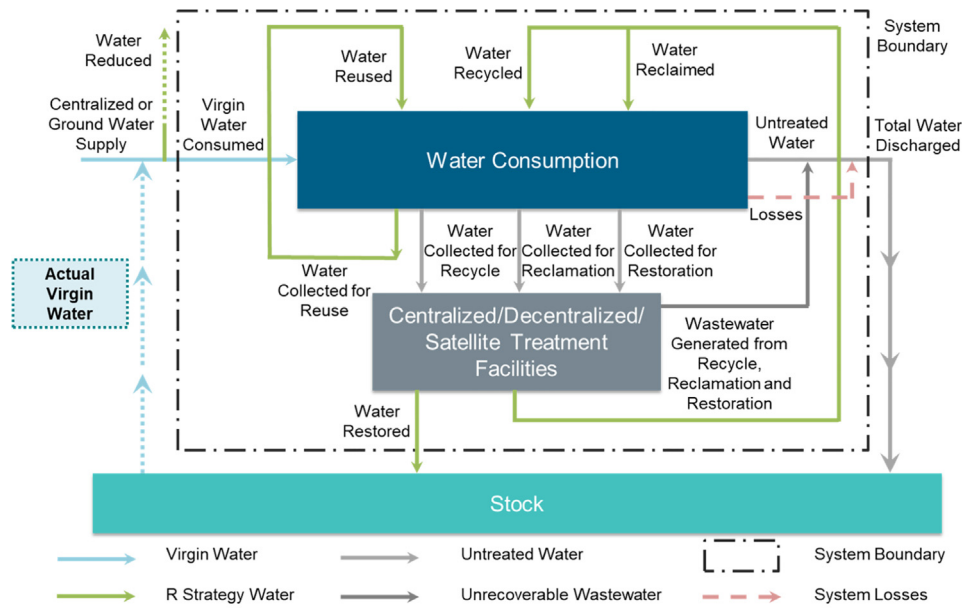 Water
Reduced
Centralized or
Ground Water
Supply
Virgin
Water
Consumed
Water
Reused
Water
Recycled
Water
Reclaimed
System
Boundary
Water Consumption
Untreated
Water
Total Water
Discharged
Losses
Actual
Virgin
Water
Water
Collected for
Reuse
Water
Collected for
Recycle
Water
Collected for
Reclamation
Water
Collected for
Restoration
Centralized/Decentralized/
Satellite Treatment
Facilities
Wastewater
Generated from
Recycle,
Reclamation and
Restoration
Water
Restored
Stock
Virgin Water
Untreated Water
System Boundary
R Strategy Water
Unrecoverable Wastewater
System Losses